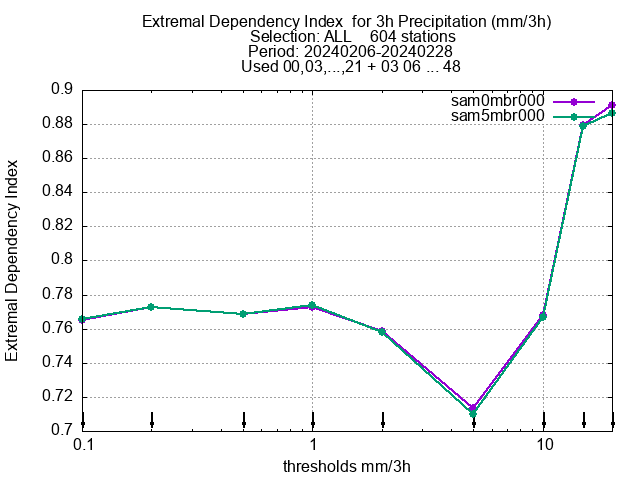 Extremal Dependency Index  for 3h Precipitation (mm/3h)
Selection: ALL    604 stations
Period: 20240206-20240228
Used 00,03,...,21 + 03 06 ... 48
sam0mbr000
sam5mbr000
Extremal Dependency Index
0.9
0.88
0.86
0.84
0.82
0.8
0.78
0.76
0.74
0.72
0.7
0.1 1 10
thresholds mm/3h